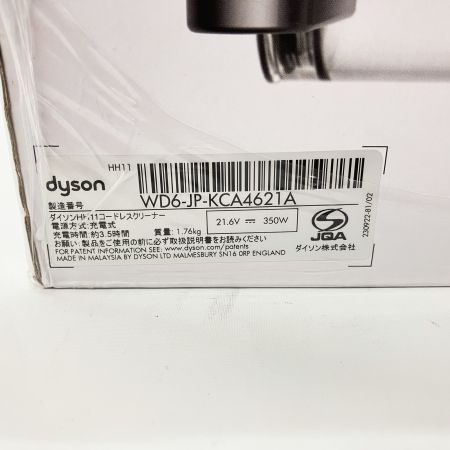 HH11
dyson
製造番号
WD6-JP-KCA4621A
ダイソンHH11コードレスクリーナー
電源方式:充電式
21.6V ⎓ 350W
充電時間:約3.5時間 質量:1.76kg
お願い:製品をご使用の前に必ず取扱説明書をお読みください
FOR PATENT INFORMATION SEE: www.dyson.com/patents
MADE IN MALAYSIA BY DYSON LTD MALMESBURY SN16 0RP ENGLAND
JQA
ダイソン株式会社
230922-81/02